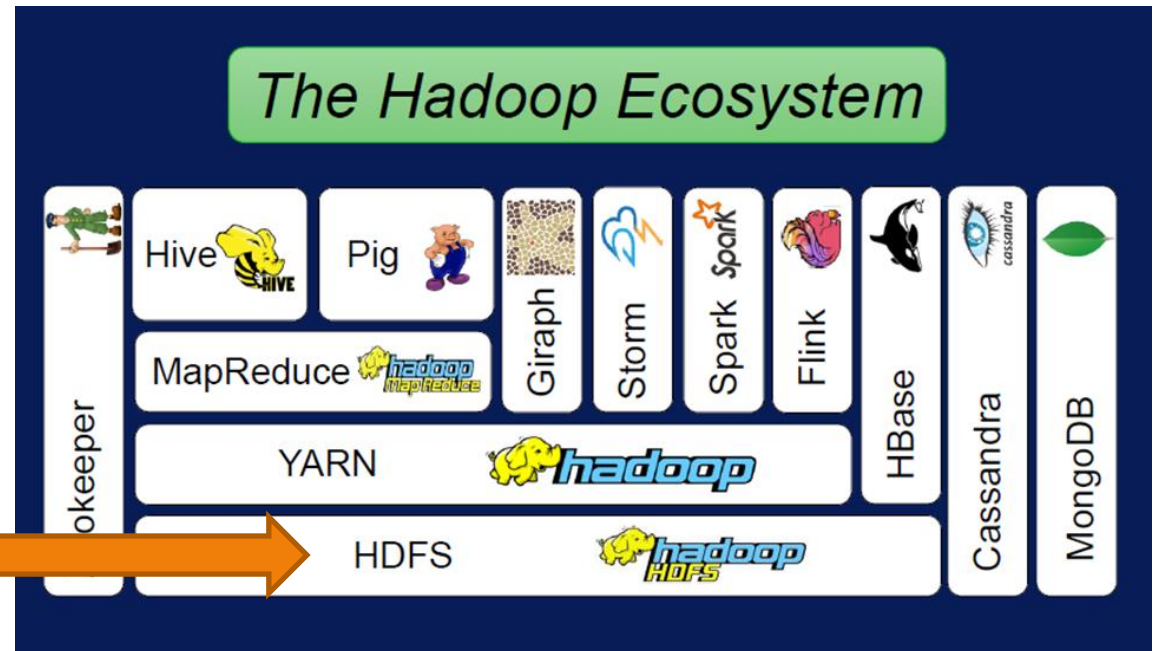 The Hadoop Ecosystem
okeeper
Hive
HIVE
Pig
MapReduce
hadoop
MapReduce
Giraph
Storm
Spark
Spark
Flink
HBase
cassandra
Cassandra
MongoDB
YARN
hadoop
HDFS
hadoop
HDFS